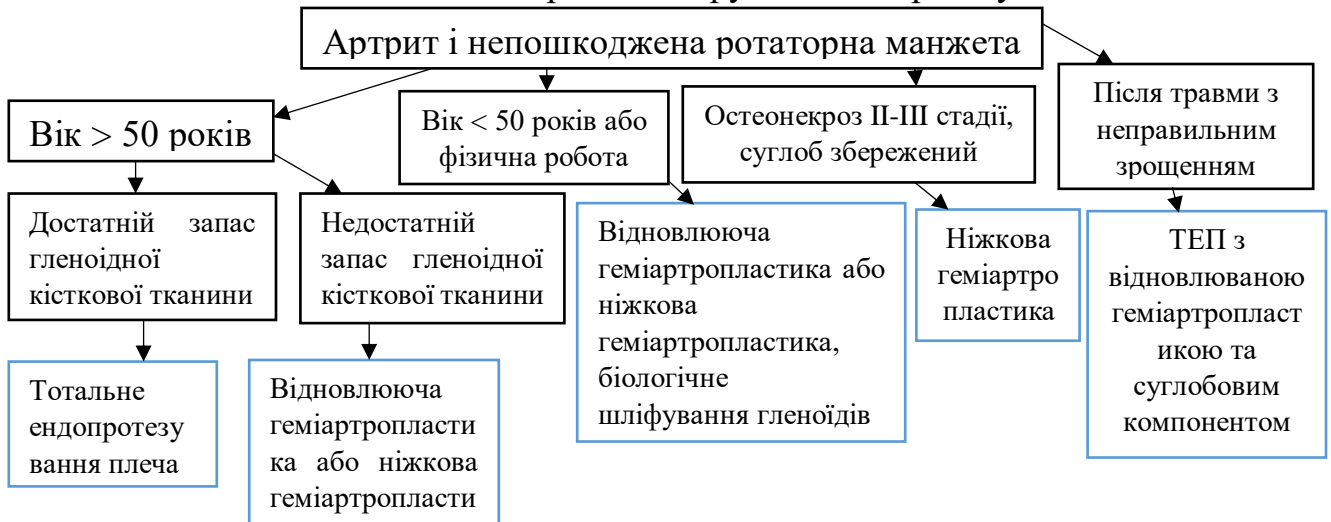 Артрит і непошкоджена ротаторна манжета
Вік > 50 років
Вік < 50 років або
фізична робота
Остеонекроз II-III стадії,
суглоб збережений
Після травми з
неправильним
зрощенням
Достатній запас
гленоїдної
кісткової тканини
Недостатній
запас гленоїдної
кісткової тканини
Відновлююча
геміартропластика або
ніжкова
геміартропластика,
біологічне
шліфування гленоїдів
Ніжкова
геміартро
пластика
ТЕП з
відновлюваною
геміартропласт
икою та
суглобовим
компонентом
Тотальне
ендопротезу
вання плеча
Відновлююча
геміартропласти
ка або ніжкова
геміартропласти